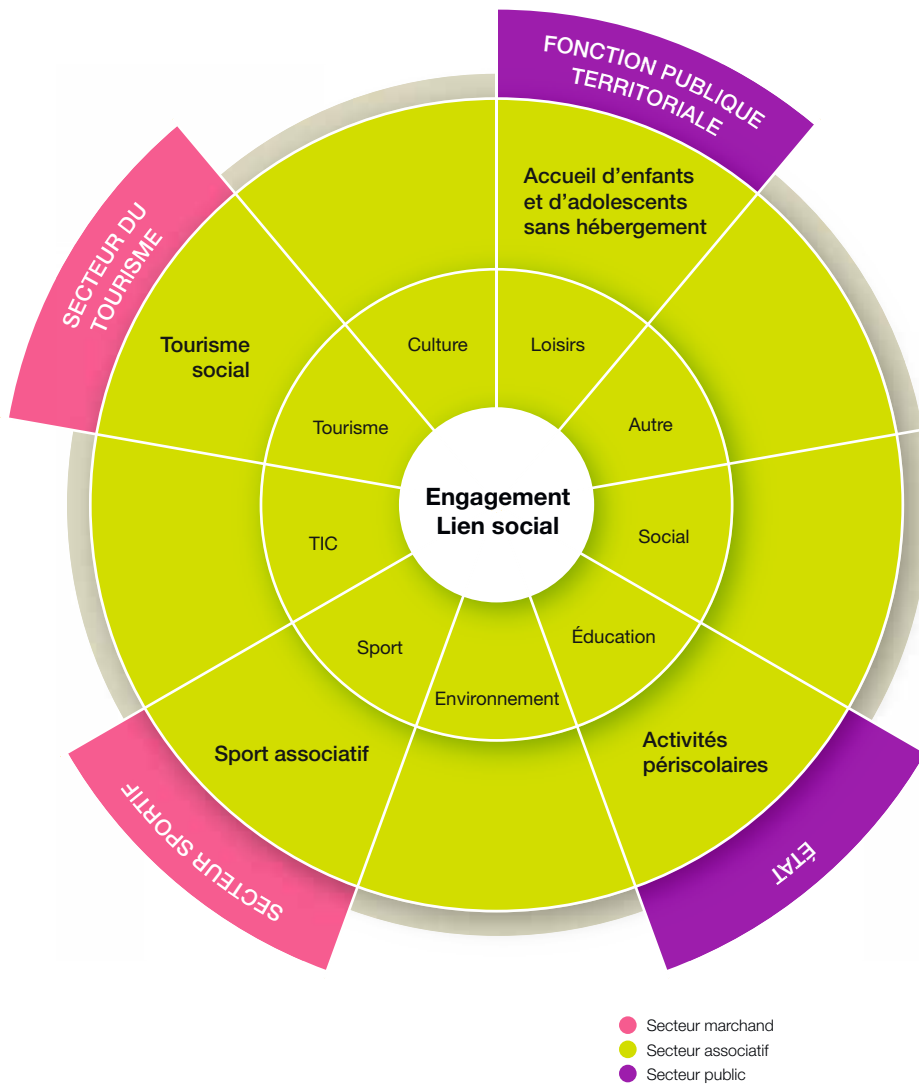 FONCTION PUBLIQUE
TERRITORIALE
Accueil d’enfants
et d’adolescents
sans hébergement
SECTEUR DU
TOURISME
Tourisme
social
Culture
Loisirs
Tourisme
Autre
Engagement
Lien social
TIC
Social
Sport
Éducation
Environnement
Sport associatif
Activités
périscolaires
SECTEUR SPORTIF
ÉTAT
Secteur marchand
Secteur associatif
Secteur public